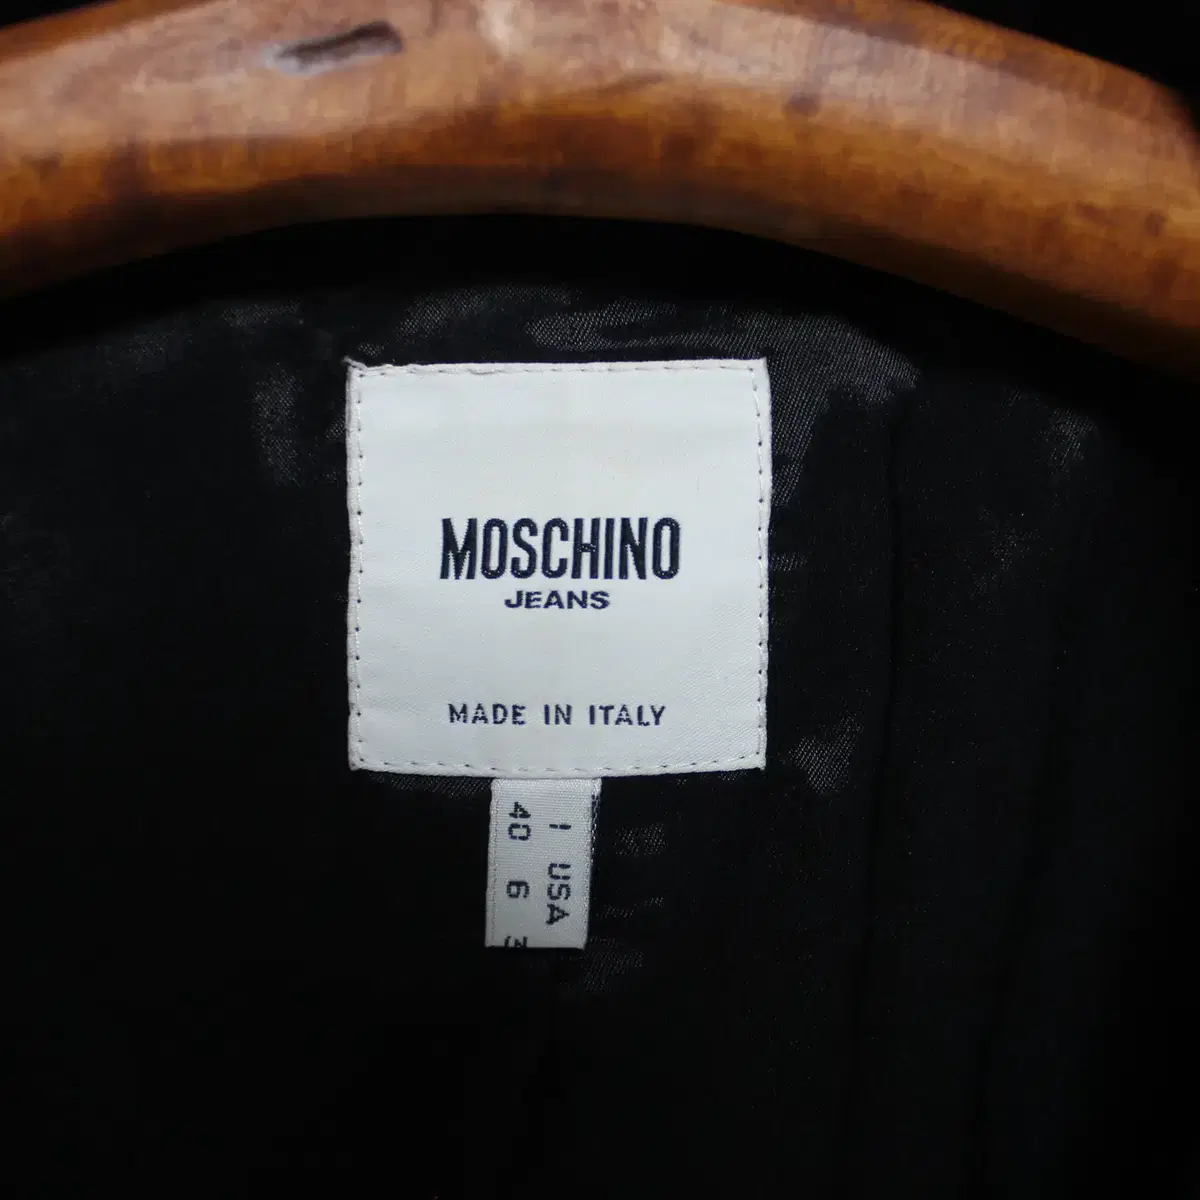 MOSCHINO
JEANS
MADE IN ITALY
I USA
40 6